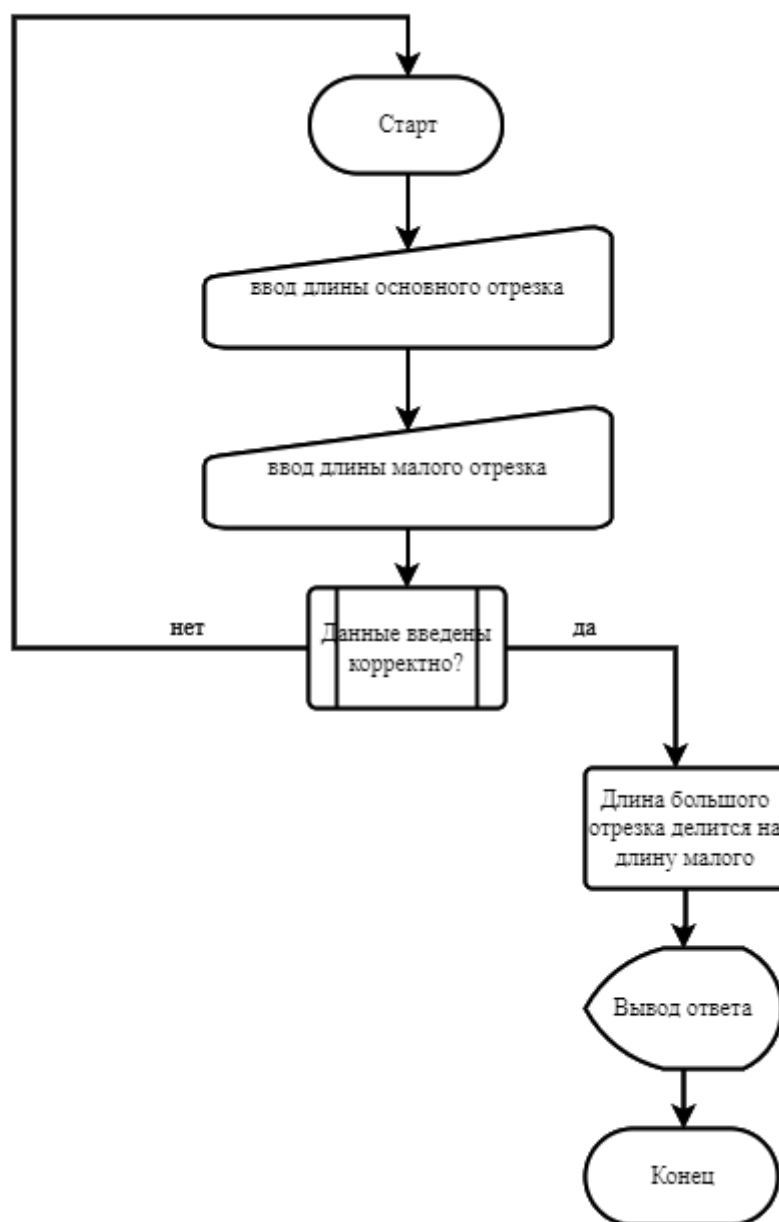 Старт
ввод длины основного отрезка
ввод длины малого отрезка
нет
Данные введены
корректно?
да
Длина большого
отрезка делится на
длину малого
Вывод ответа
Конец